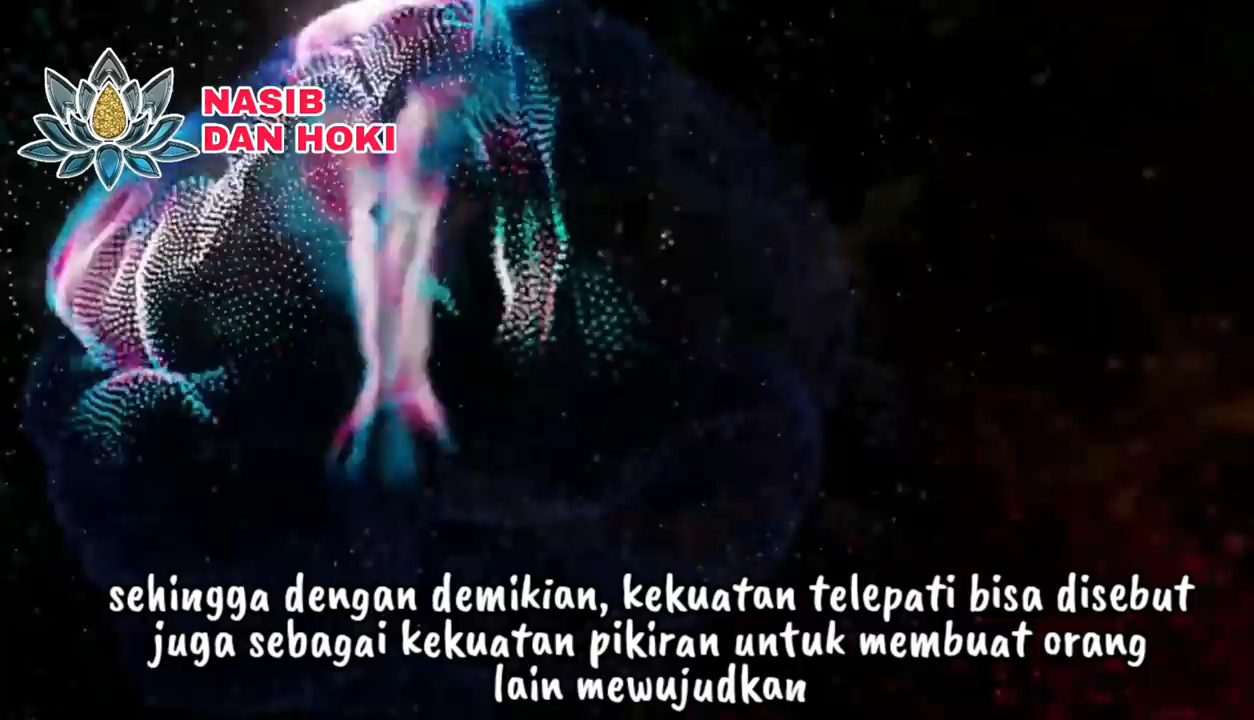 NASIB
DAN HOKI
sehingga dengan demikian, kekuatan telepati bisa disebut
juga sebagai kekuatan pikiran untuk membuat orang
lain mewujudkan